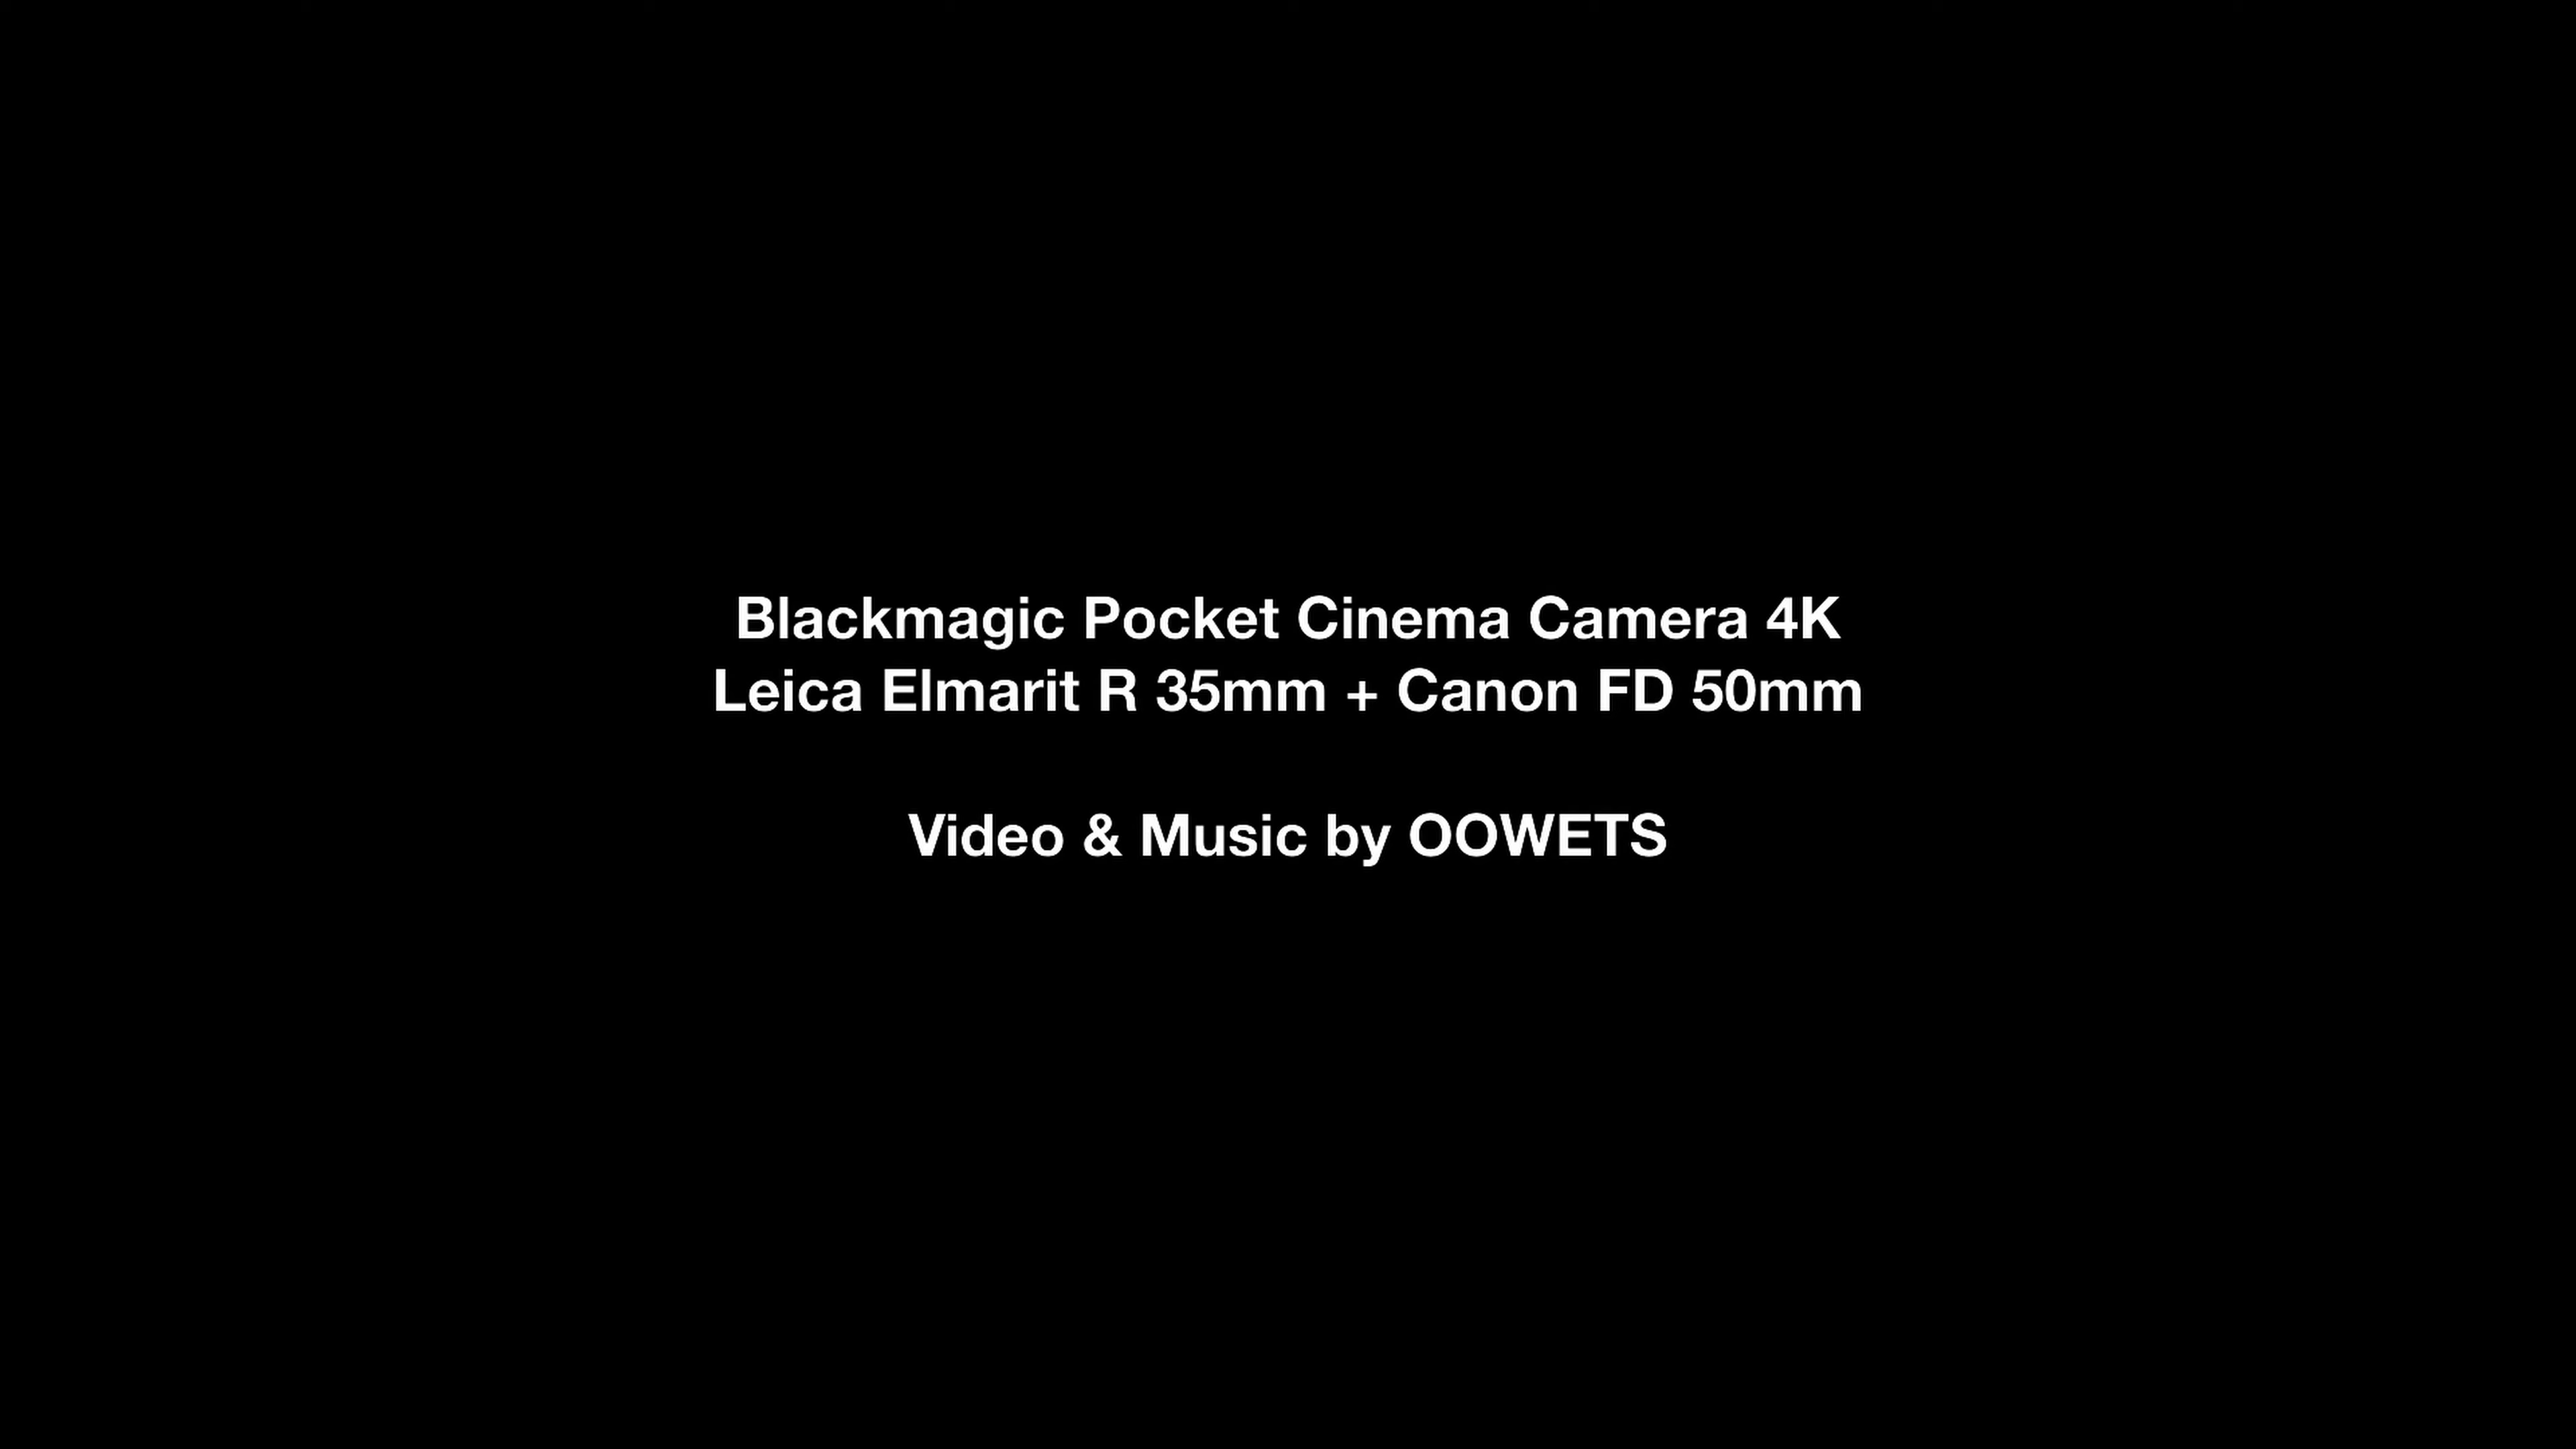 Blackmagic Pocket Cinema Camera 4K
Leica Elmarit R 35mm + Canon FD 50mm
Video & Music by OOWETS